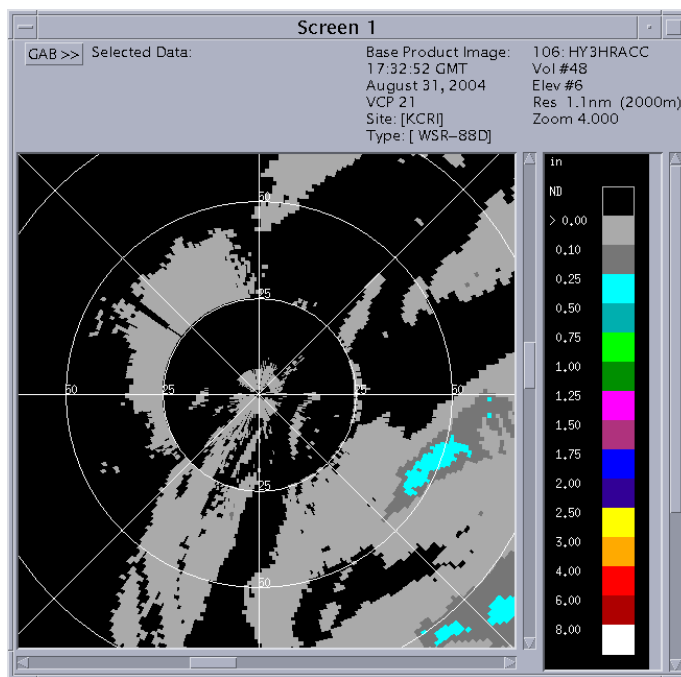 Screen 1
GAB >> Selected Data:
Base Product Image:
17:32:52 GMT
August 31, 2004
VCP 21
Site: [KCRI]
Type: [ WSR-88D]
106: HY3HRACC
Vol #48
Elev #6
Res 1.1nm (2000m)
Zoom 4.000
50
25
50
25
25
50
25
50
in
ND
> 0.00
0.10
0.25
0.50
0.75
1.00
1.25
1.50
1.75
2.00
2.50
3.00
4.00
6.00
8.00